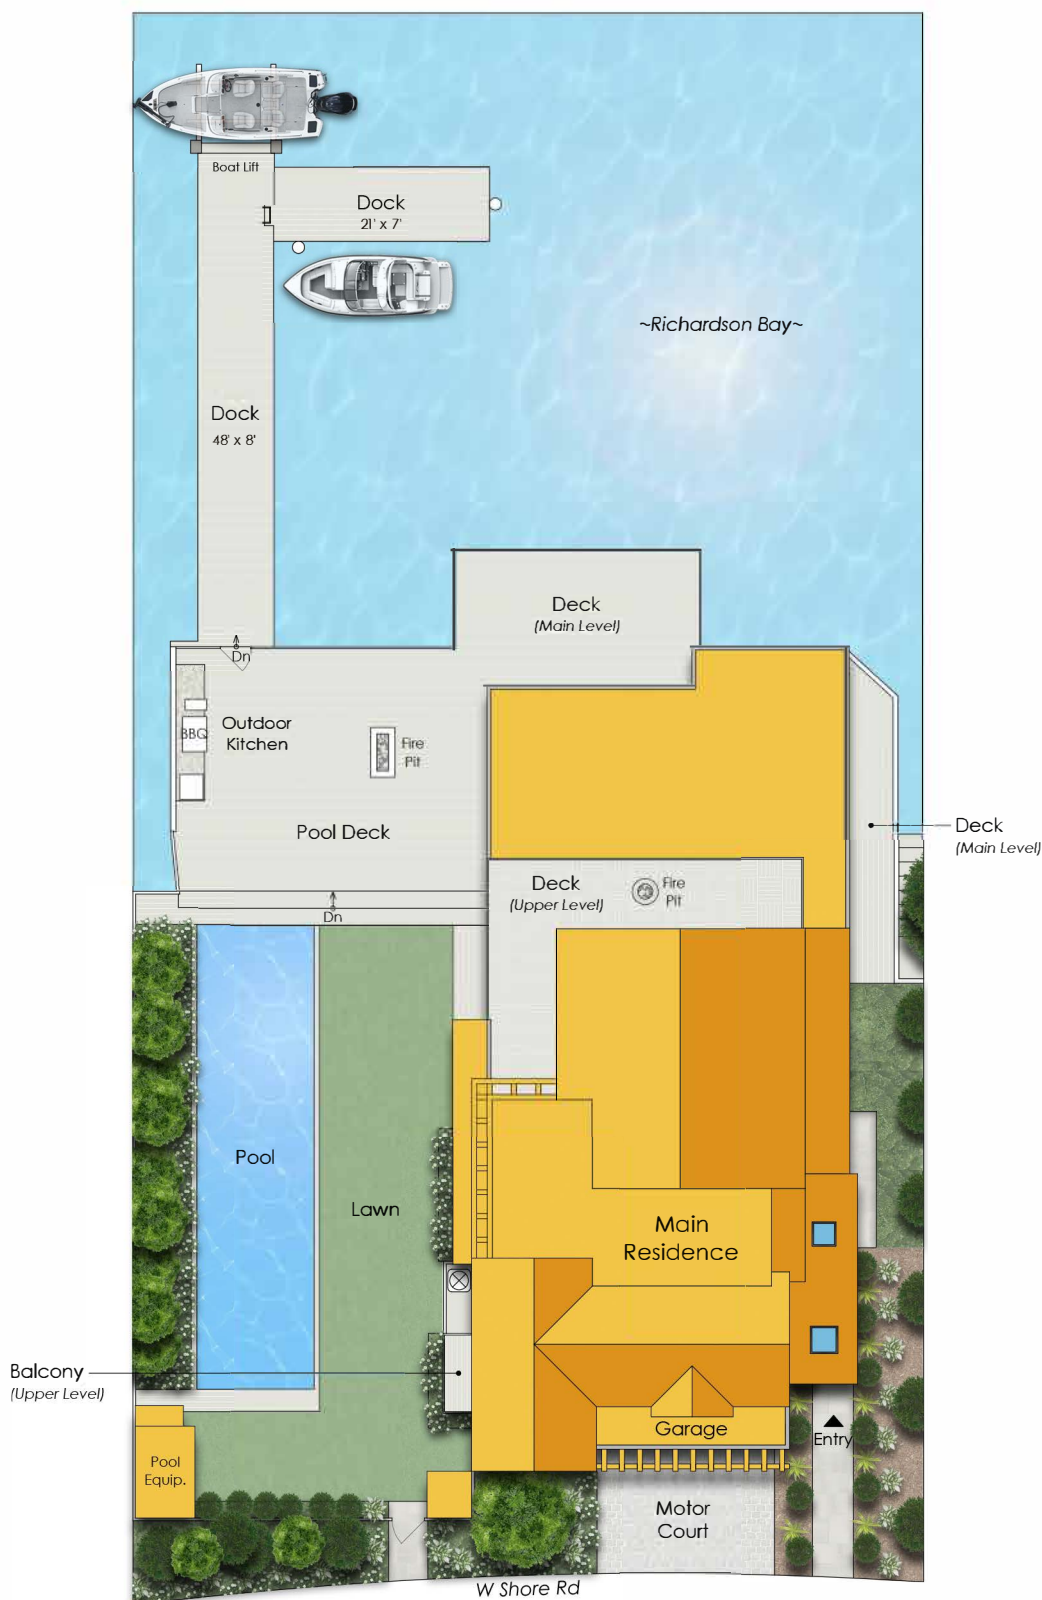 Boat Lift
Dock
21' x 7'
~Richardson Bay~
Dock
48' x 8'
Deck
(Main Level)
Dn
Outdoor
Kitchen
BBQ
Fire
Pit
Pool Deck
Deck
(Main Level)
Deck
(Upper Level)
Fire
Pit
Dn
Pool
Lawn
Main
Residence
Balcony
(Upper Level)
Garage
Entry
Pool
Equip.
Motor
Court
W Shore Rd